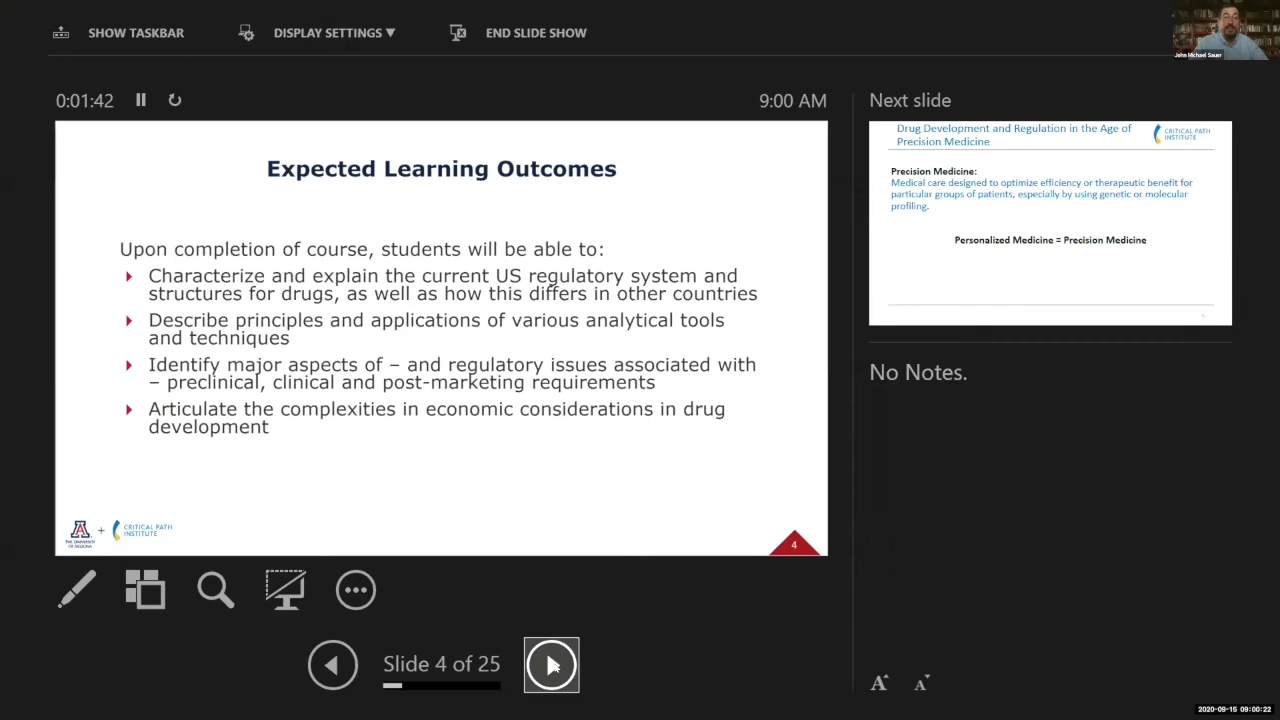 SHOW TASKBAR
DISPLAY SETTINGS ▼
END SLIDE SHOW
John Michael Sauer
0:01:42
9:00 AM
Expected Learning Outcomes
Upon completion of course, students will be able to:
Characterize and explain the current US regulatory system and
structures for drugs, as well as how this differs in other countries
Describe principles and applications of various analytical tools
and techniques
Identify major aspects of – and regulatory issues associated with
– preclinical, clinical and post-marketing requirements
Articulate the complexities in economic considerations in drug
development
A
THE UNIVERSITY
OF ARIZONA
+
CRITICAL PATH
INSTITUTE
4
Slide 4 of 25
Next slide
Drug Development and Regulation in the Age of
Precision Medicine
CRITICAL PATH
INSTITUTE
Precision Medicine:
Medical care designed to optimize efficiency or therapeutic benefit for
particular groups of patients, especially by using genetic or molecular
profiling.
Personalized Medicine = Precision Medicine
No Notes.
A
A
2020-09-15 09:00:22